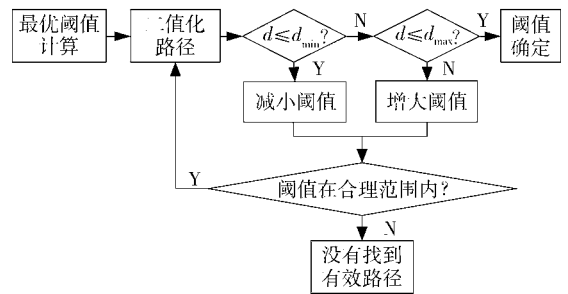 最优阈值
计算
二值化
路径
d≤dmin?
N
d≤dmax?
Y
阈值
确定
Y
N
减小阈值
增大阈值
Y
阈值在合理范围内?
N
没有找到
有效路径